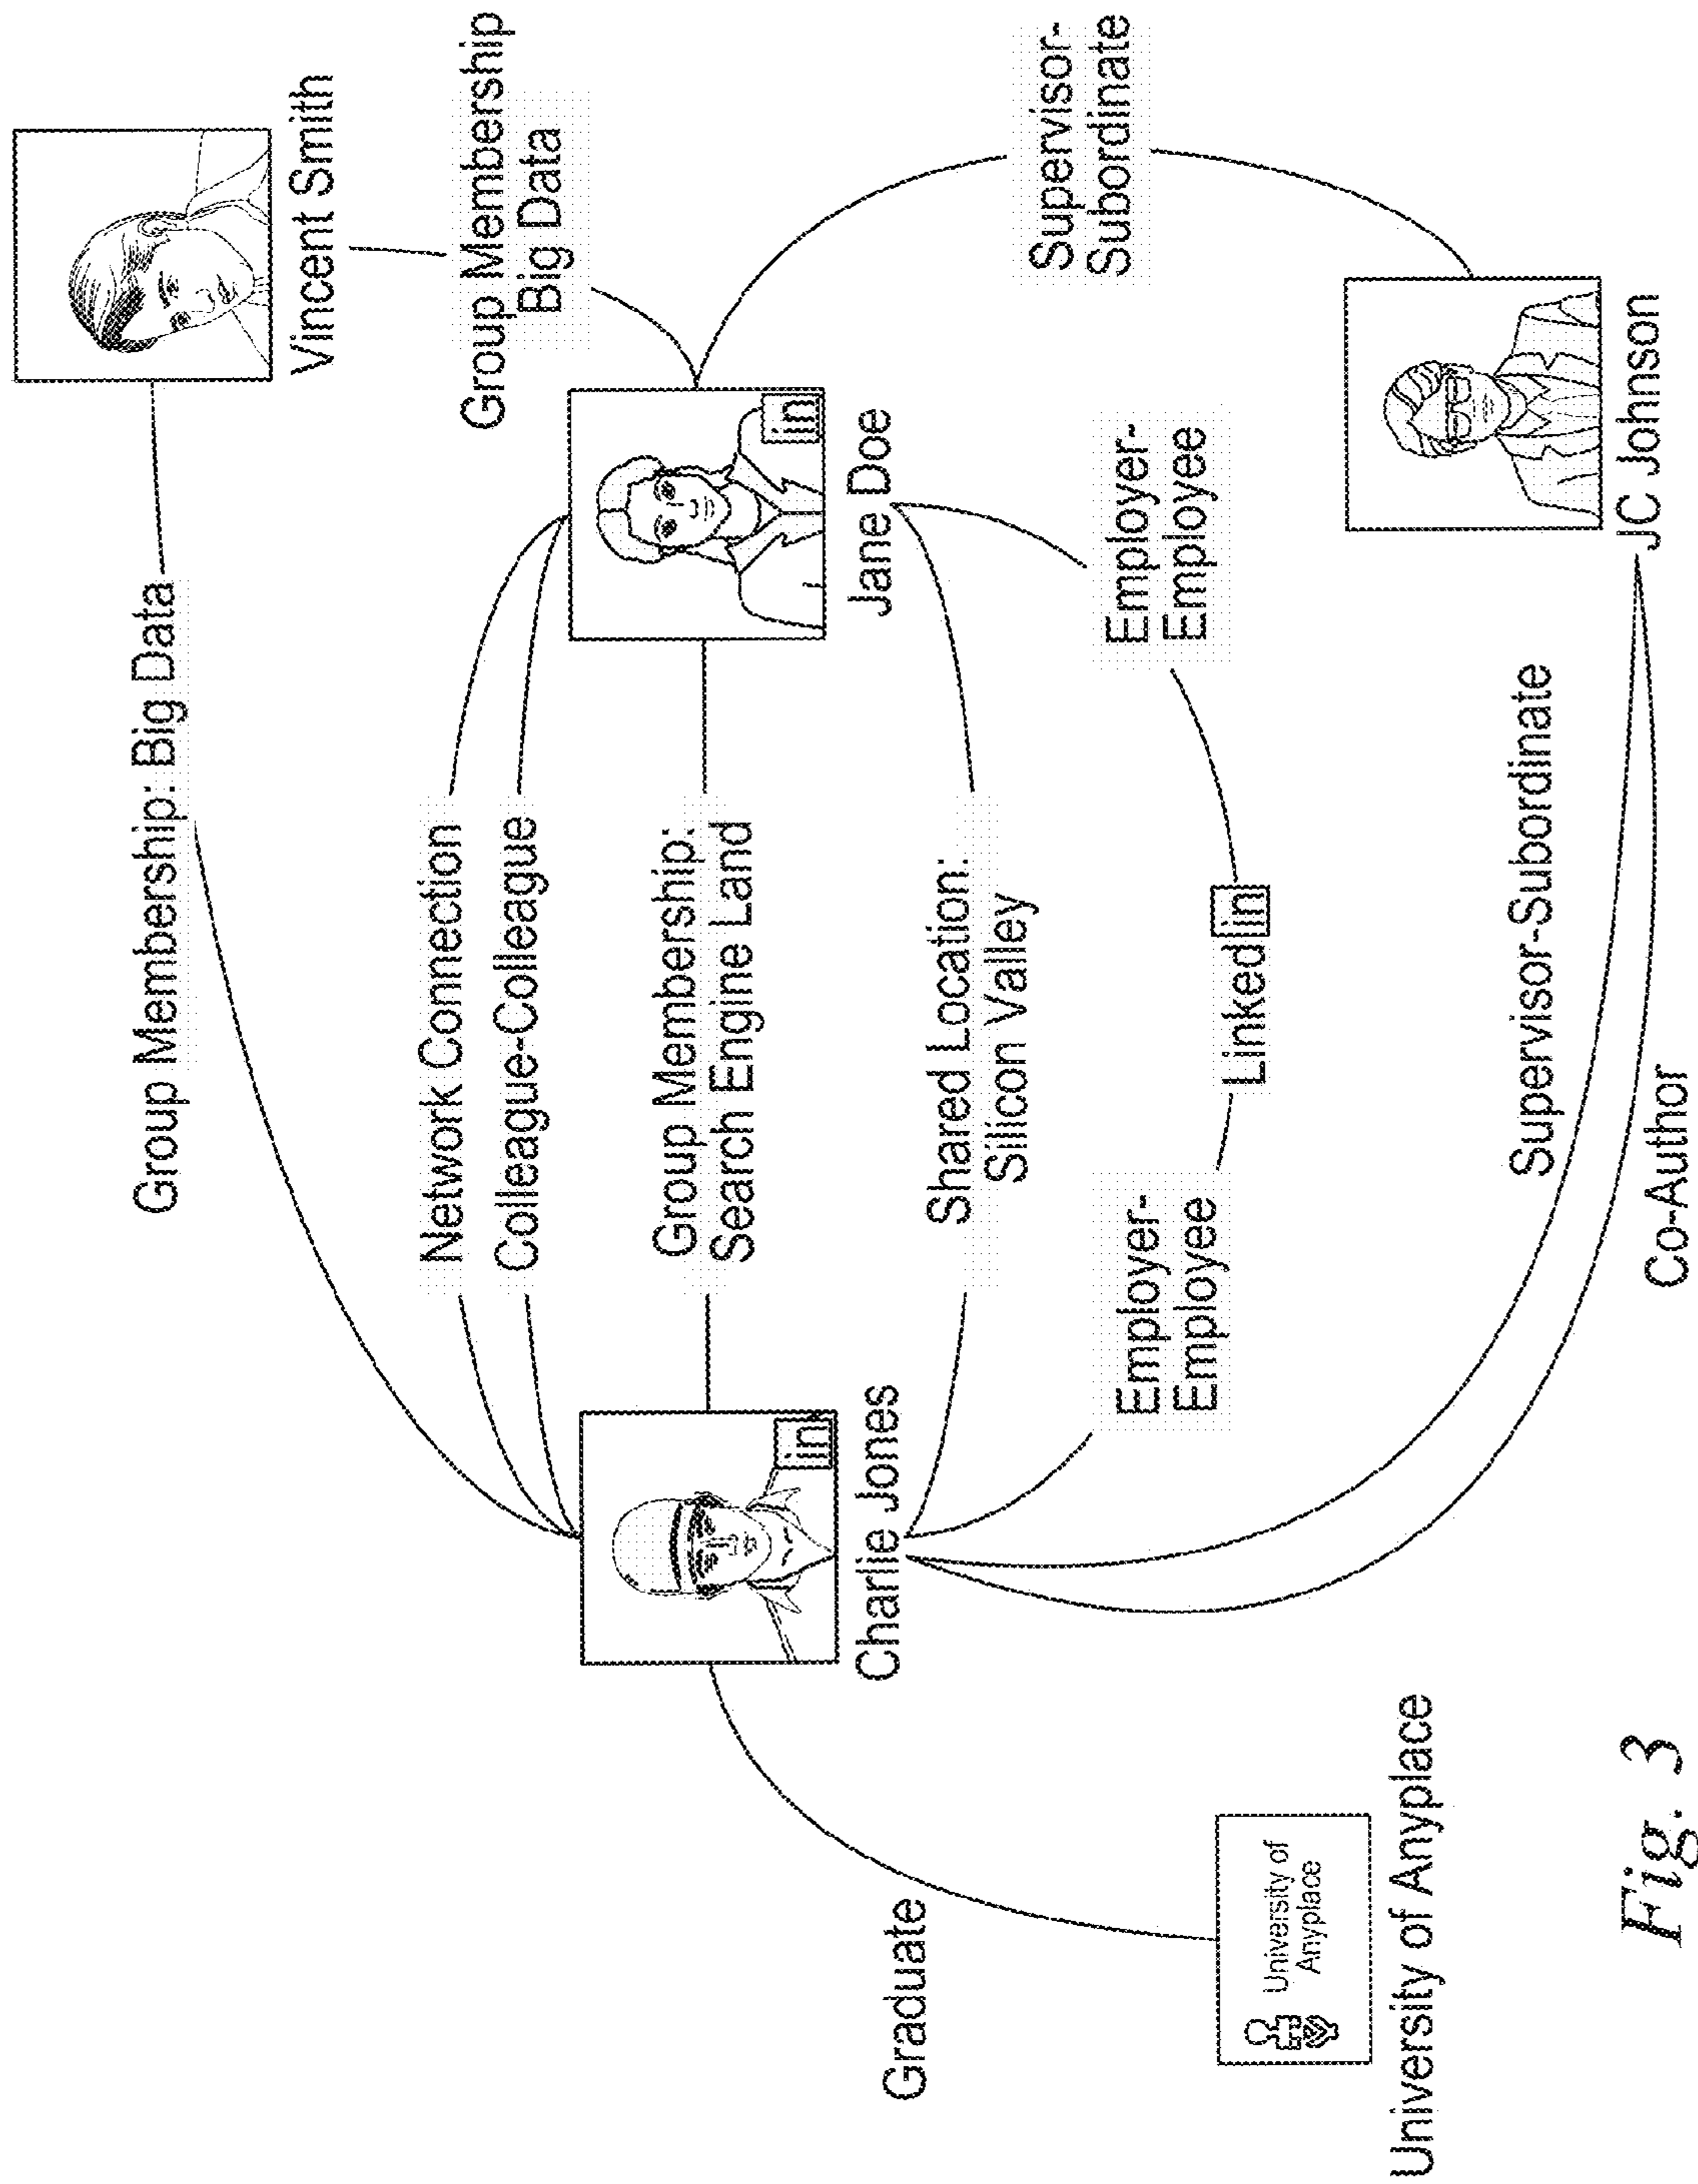 Vincent Smith
Group Membership: Big Data
Group Membership
Big Data
Network Connection
Colleague-Colleague
Group Membership:
Search Engine Land
in
in
Charlie Jones
Jane Doe
Graduate
Shared Location:
Silicon Valley
Supervisor-
Subordinate
Employer-
Employee
Employer-
Employee
Linkedin
University of
Anyplace
University of Anyplace
Supervisor-Subordinate
Co-Author
JC Johnson
Fig. 3